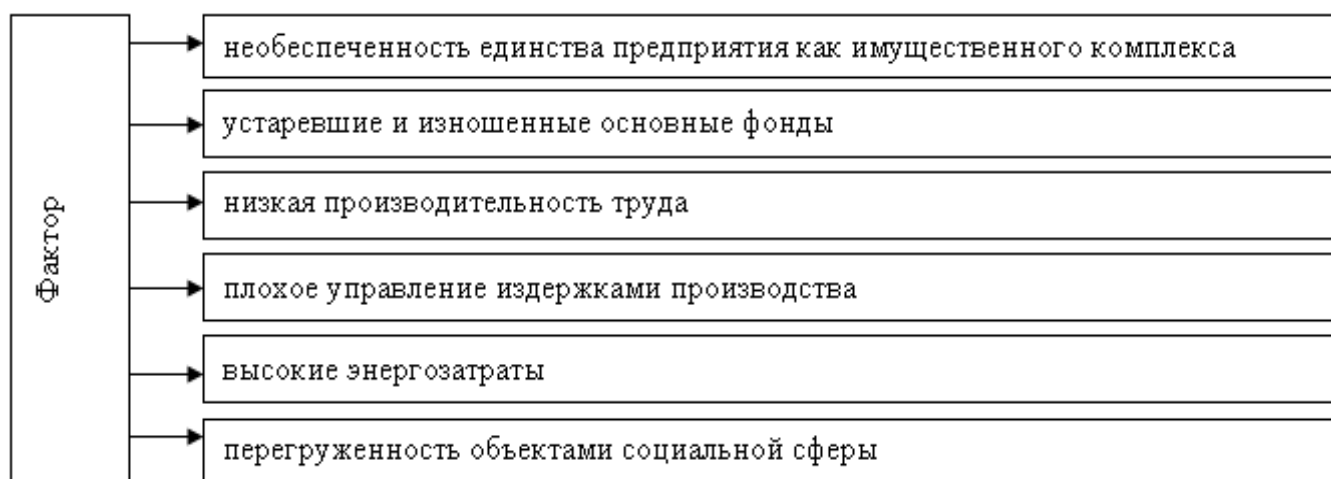 Фактор
необеспеченность единства предприятия как имущественного комплекса
устаревшие и изношенные основные фонды
низкая производительность труда
плохое управление издержками производства
высокие энергозатраты
перегруженность объектами социальной сферы